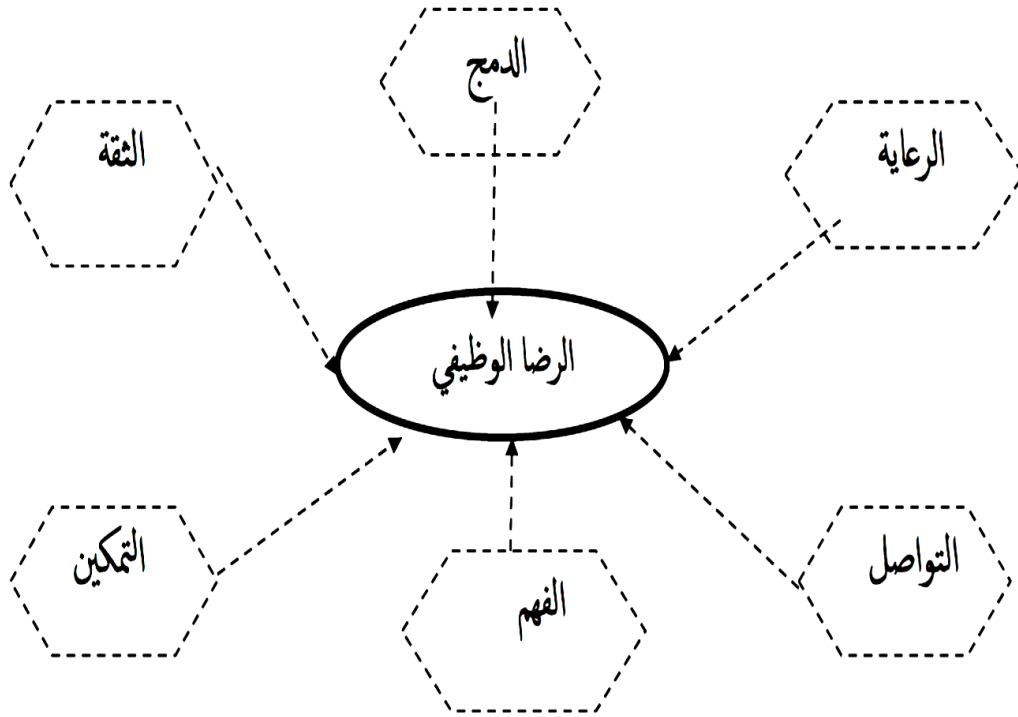 الدمج
الرعاية
الثقة
الرضا الوظيفي
التواصل
الفهم
التمكين